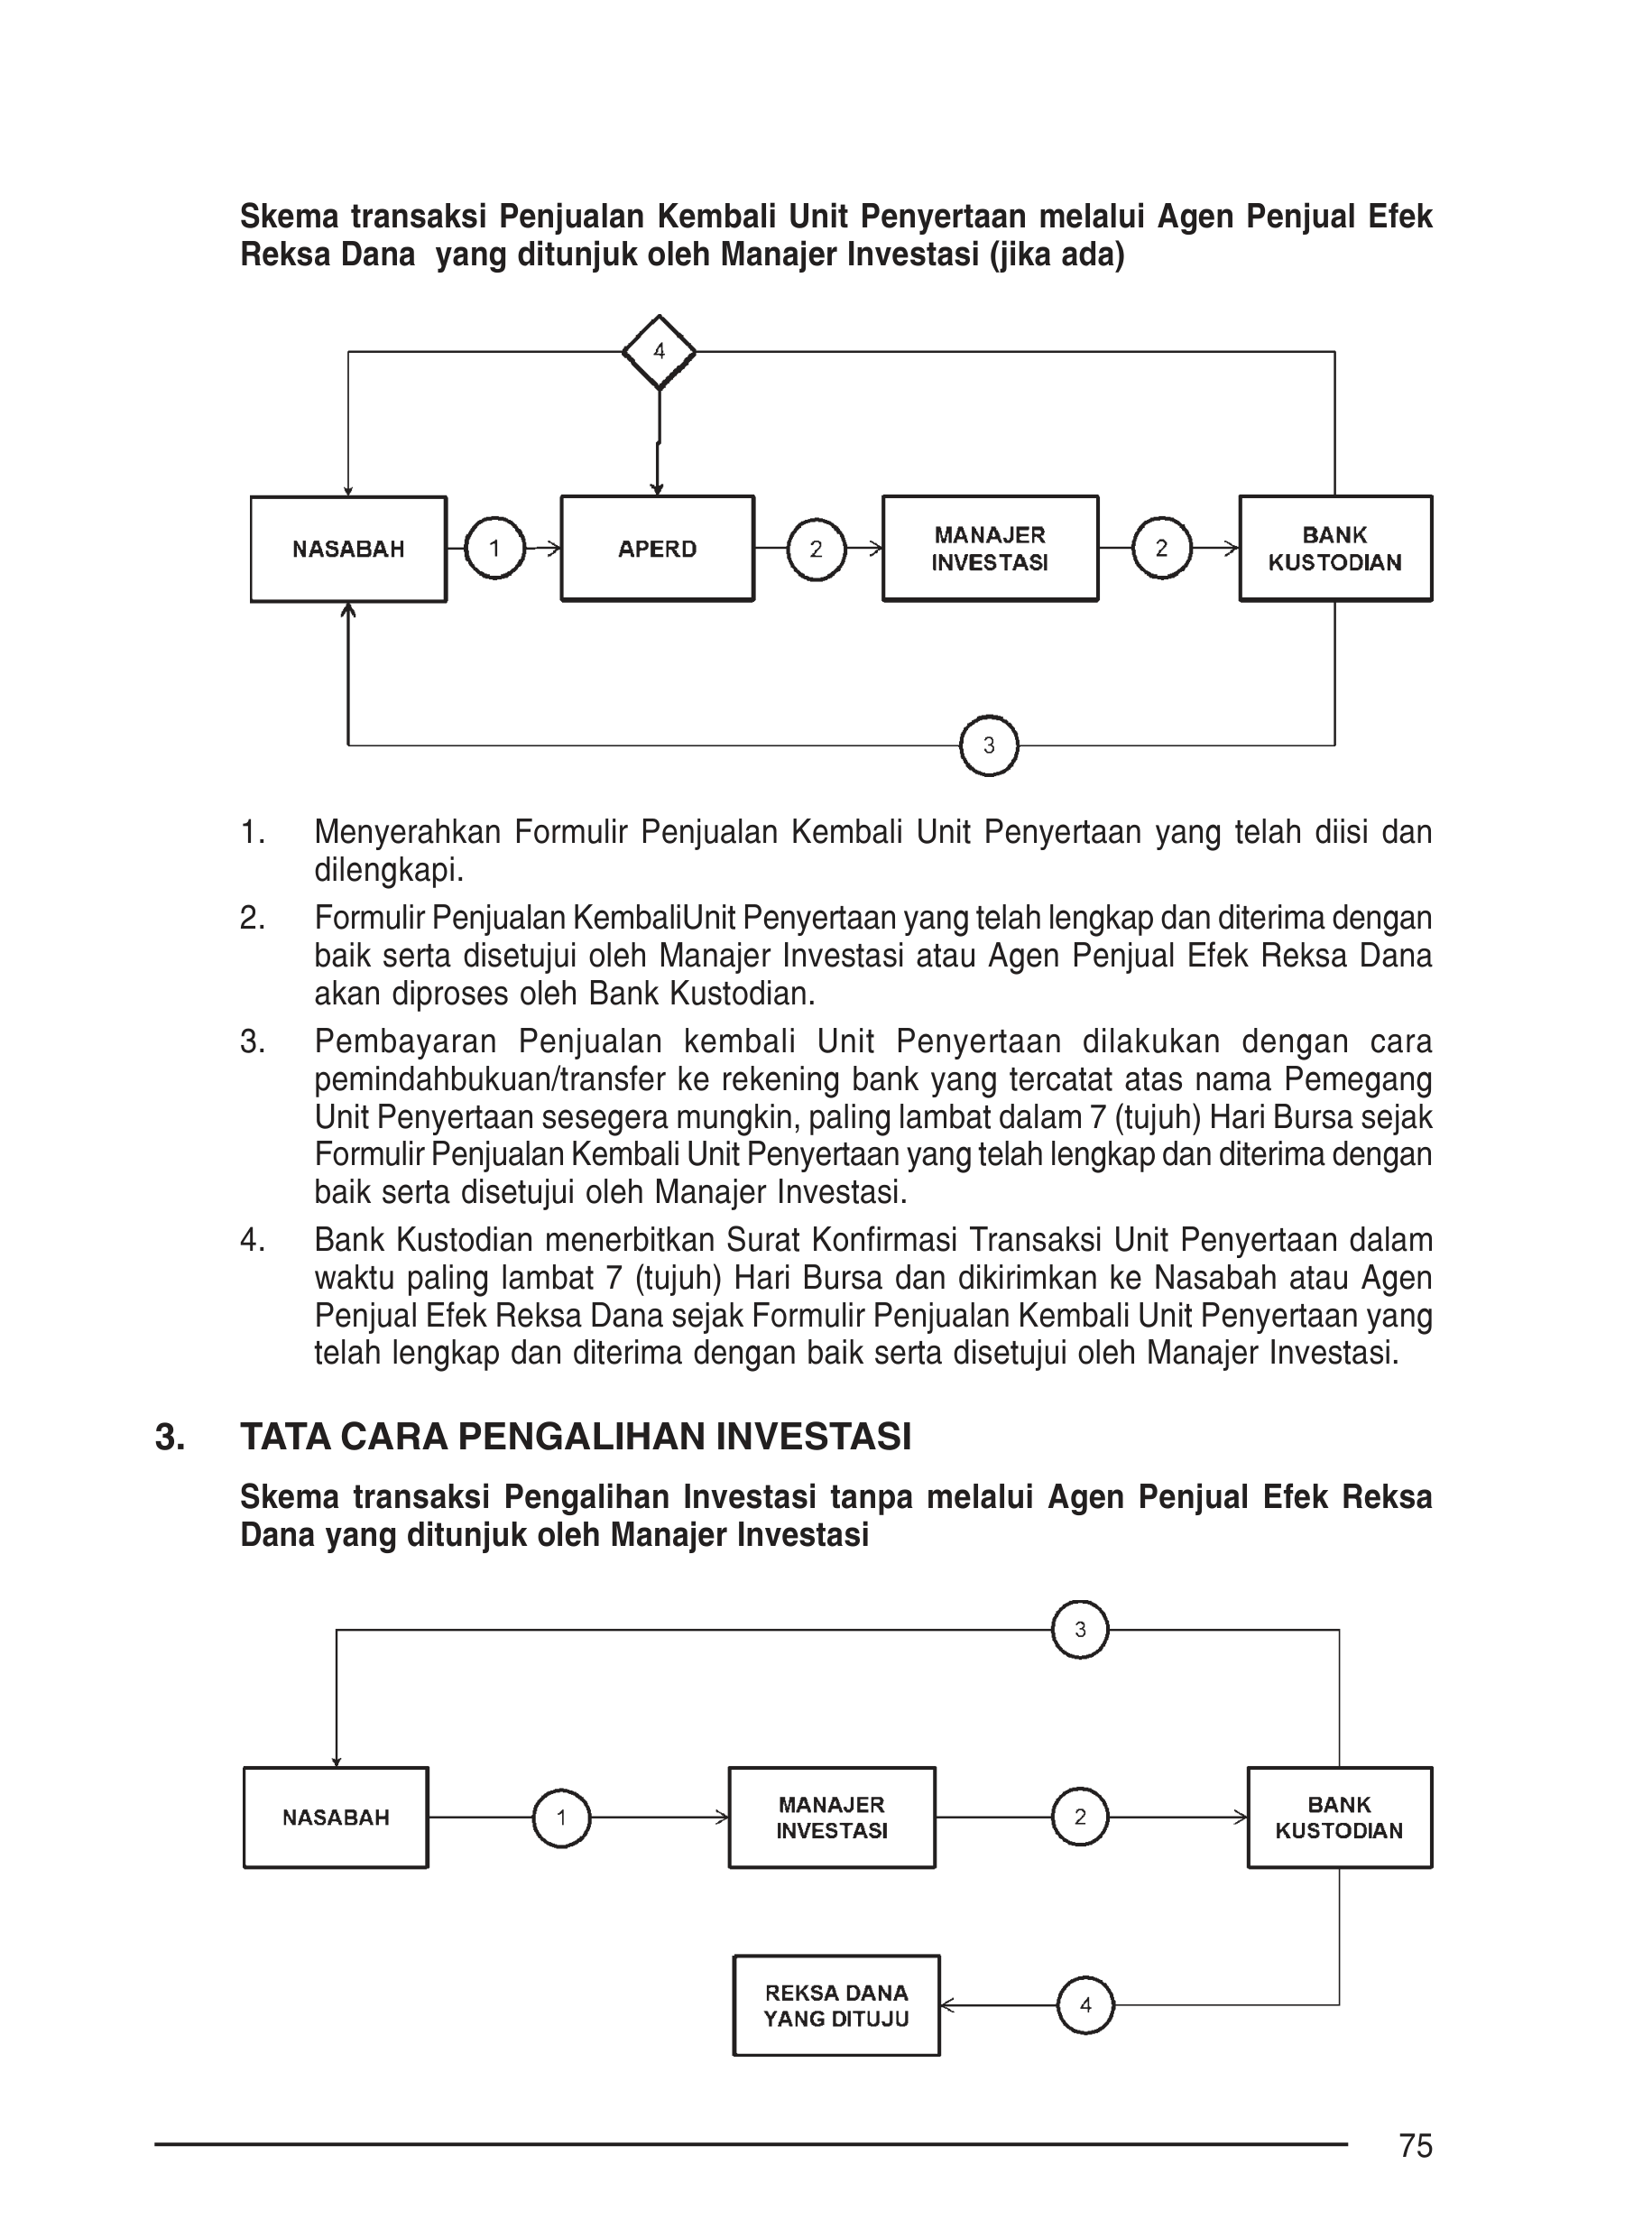 Skema transaksi Penjualan Kembali Unit Penyertaan melalui Agen Penjual Efek
Reksa Dana yang ditunjuk oleh Manajer Investasi (jika ada)
4
NASABAH
1
APERD
2
MANAJER
INVESTASI
2
BANK
KUSTODIAN
3
1. Menyerahkan Formulir Penjualan Kembali Unit Penyertaan yang telah diisi dan
dilengkapi.
2. Formulir Penjualan KembaliUnit Penyertaan yang telah lengkap dan diterima dengan
baik serta disetujui oleh Manajer Investasi atau Agen Penjual Efek Reksa Dana
akan diproses oleh Bank Kustodian.
3. Pembayaran Penjualan kembali Unit Penyertaan dilakukan dengan cara
pemindahbukuan/transfer ke rekening bank yang tercatat atas nama Pemegang
Unit Penyertaan sesegera mungkin, paling lambat dalam 7 (tujuh) Hari Bursa sejak
Formulir Penjualan Kembali Unit Penyertaan yang telah lengkap dan diterima dengan
baik serta disetujui oleh Manajer Investasi.
4. Bank Kustodian menerbitkan Surat Konfirmasi Transaksi Unit Penyertaan dalam
waktu paling lambat 7 (tujuh) Hari Bursa dan dikirimkan ke Nasabah atau Agen
Penjual Efek Reksa Dana sejak Formulir Penjualan Kembali Unit Penyertaan yang
telah lengkap dan diterima dengan baik serta disetujui oleh Manajer Investasi.
3. TATA CARA PENGALIHAN INVESTASI
Skema transaksi Pengalihan Investasi tanpa melalui Agen Penjual Efek Reksa
Dana yang ditunjuk oleh Manajer Investasi
3
NASABAH
1
MANAJER
INVESTASI
2
BANK
KUSTODIAN
REKSA DANA
YANG DITUJU
4
75